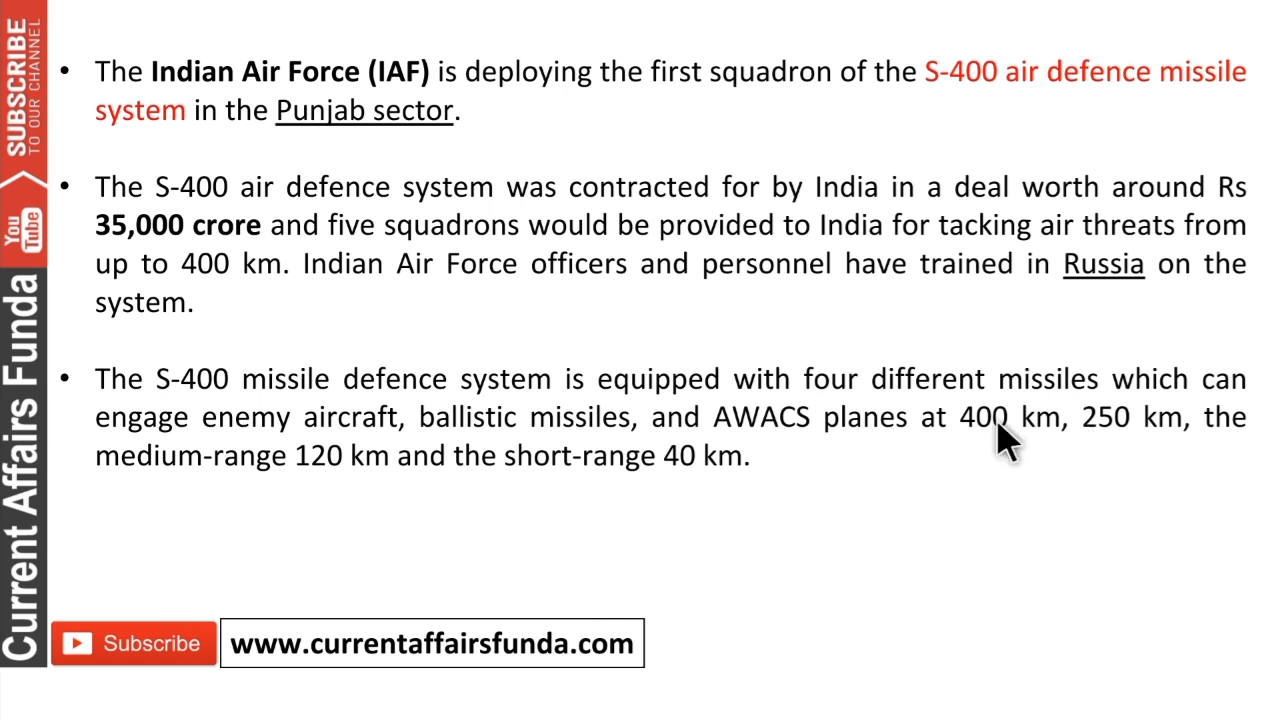 • The Indian Air Force (IAF) is deploying the first squadron of the S-400 air defence missile
system in the Punjab sector.
• The S-400 air defence system was contracted for by India in a deal worth around Rs
35,000 crore and five squadrons would be provided to India for tacking air threats from
up to 400 km. Indian Air Force officers and personnel have trained in Russia on the
system.
• The S-400 missile defence system is equipped with four different missiles which can
engage enemy aircraft, ballistic missiles, and AWACS planes at 400 km, 250 km, the
medium-range 120 km and the short-range 40 km.
SUBSCRIBE
TO OUR CHANNEL
You
Tube
Current Affairs Funda
Subscribe
www.currentaffairsfunda.com